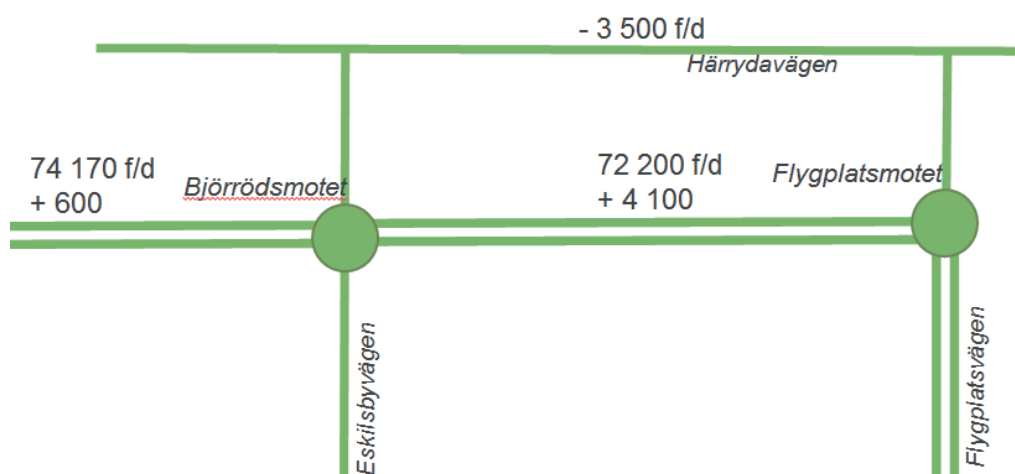 - 3 500 f/d
Härrydavägen
74 170 f/d
+ 600
Björrödsmotet
72 200 f/d
+ 4 100
Flygplatsmotet
Eskilsbyvägen
Flygplatsvägen